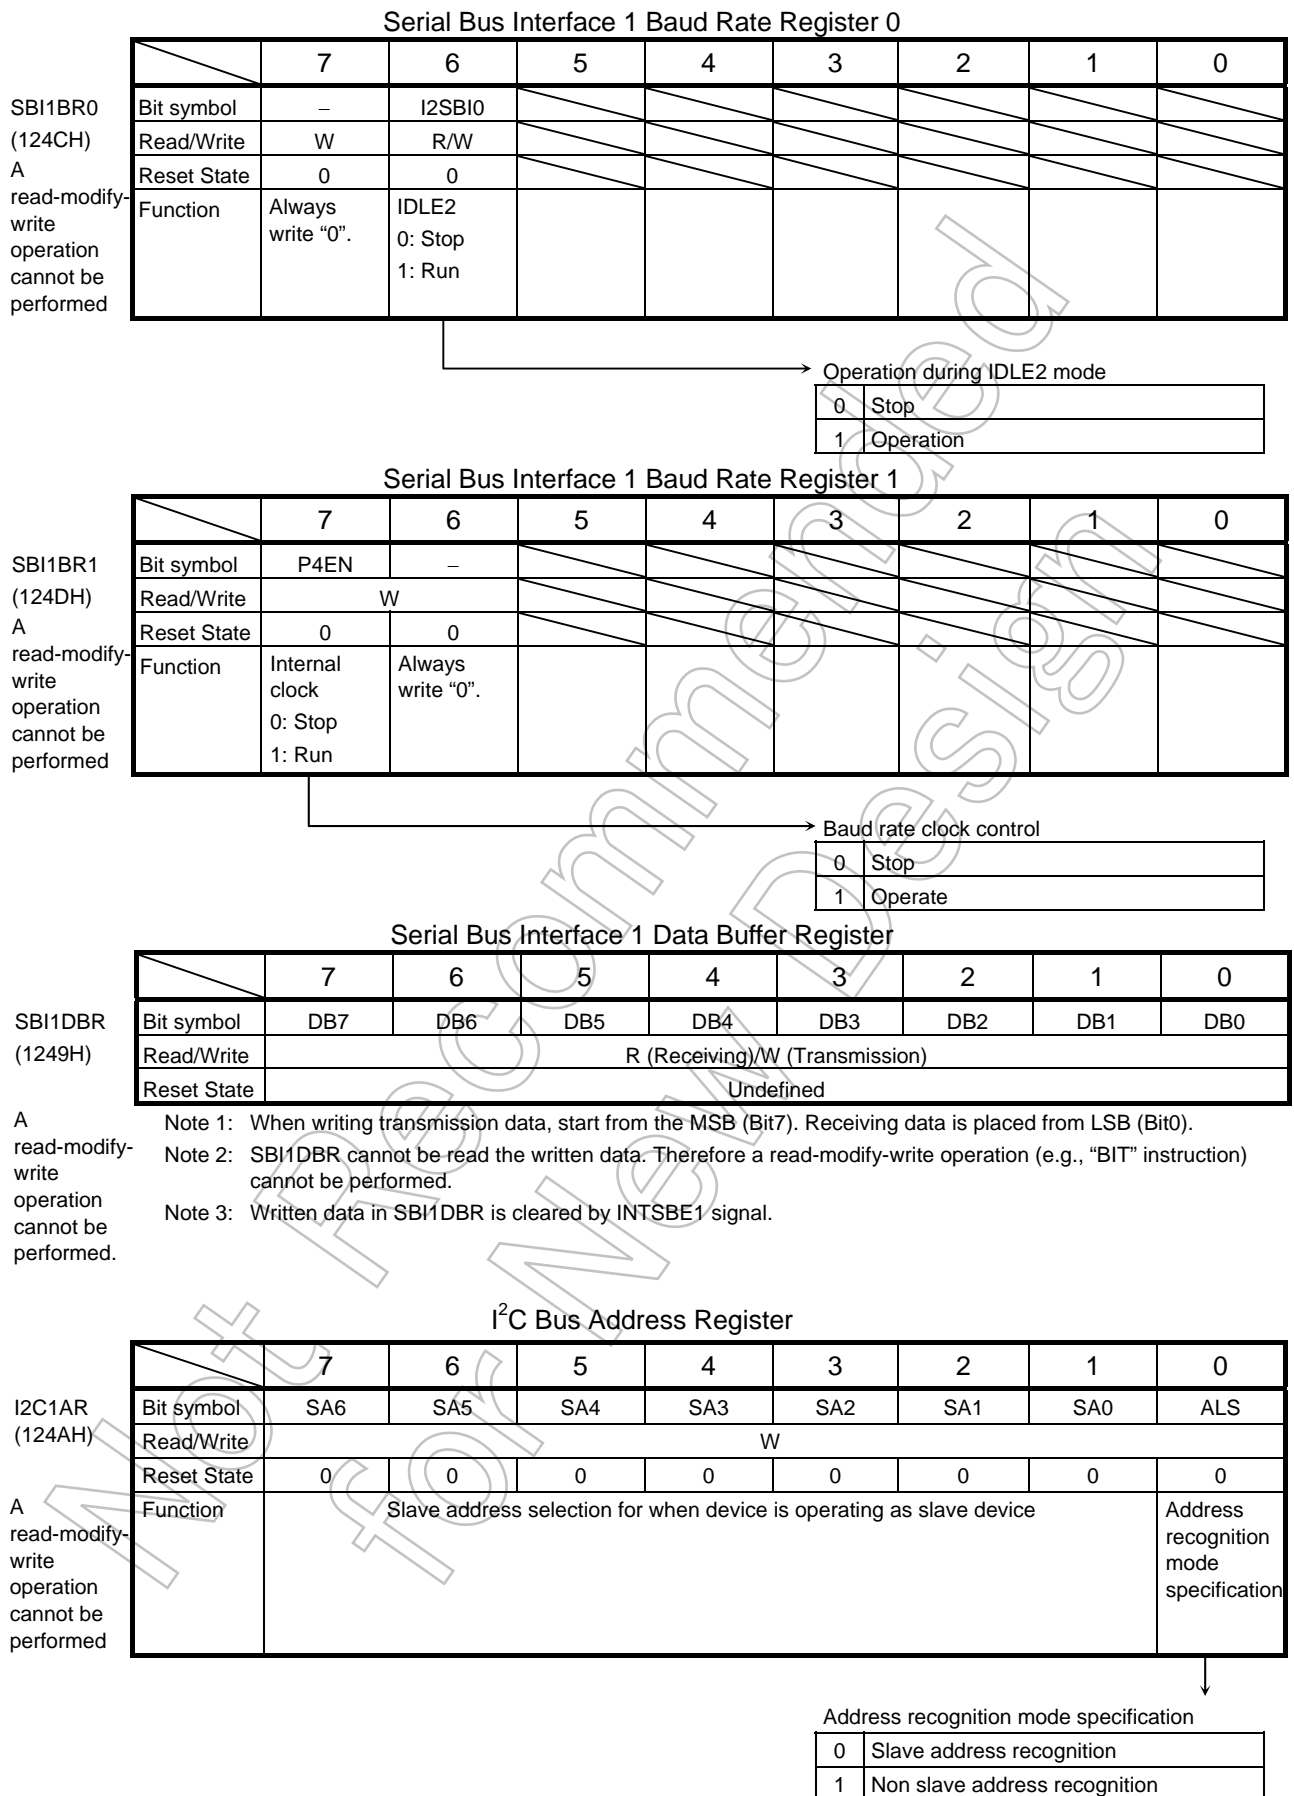 Serial Bus Interface 1 Baud Rate Register 0
7 6 5 4 3 2 1 0
SBI1BR0 Bit symbol – I2SBI0
(124CH) Read/Write W R/W
A
Reset State 0 0
read-modify- Function Always IDLE2
write write “0”. 0: Stop
operation
cannot be 1: Run
performed
Operation during IDLE2 mode
0 Stop
1 Operation
Serial Bus Interface 1 Baud Rate Register 1
7 6 5 4 3 2 1 0
SBI1BR1 Bit symbol P4EN –
(124DH) Read/Write W
A Reset State 0 0
read-modify- Function Internal Always
write clock write “0”.
operation 0: Stop
cannot be
performed 1: Run
Baud rate clock control
0 Stop
1 Operate
Serial Bus Interface 1 Data Buffer Register
7 6 5 4 3 2 1 0
SBI1DBR Bit symbol DB7 DB6 DB5 DB4 DB3 DB2 DB1 DB0
(1249H) Read/Write R (Receiving)/W (Transmission)
Reset State Undefined
A
read-modify-
write
operation
cannot be
performed.
Note 1: When writing transmission data, start from the MSB (Bit7). Receiving data is placed from LSB (Bit0).
Note 2: SBI1DBR cannot be read the written data. Therefore a read-modify-write operation (e.g., “BIT” instruction)
cannot be performed.
Note 3: Written data in SBI1DBR is cleared by INTSBE1 signal.
I²C Bus Address Register
7 6 5 4 3 2 1 0
I2C1AR Bit symbol SA6 SA5 SA4 SA3 SA2 SA1 SA0 ALS
(124AH) Read/Write W
Reset State 0 0 0 0 0 0 0 0
A Function Slave address selection for when device is operating as slave device Address
read-modify- recognition
write mode
operation specification
cannot be
performed
Address recognition mode specification
0 Slave address recognition
1 Non slave address recognition
Not Recommended
for New Design